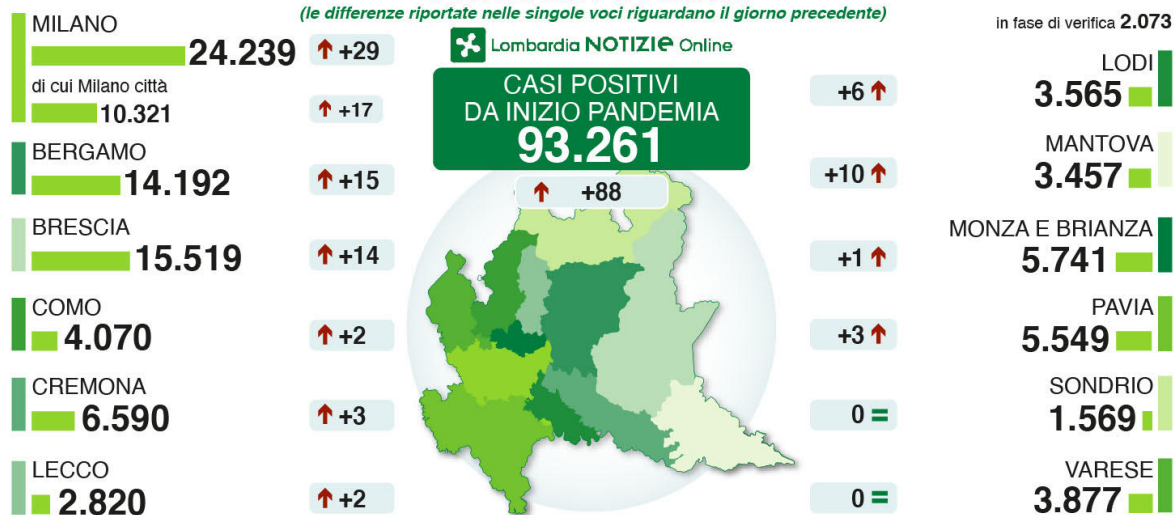 (le differenze riportate nelle singole voci riguardano il giorno precedente)
Lombardia NOTIZIE Online
CASI POSITIVI
DA INIZIO PANDEMIA
93.261
+88
in fase di verifica 2.073
MILANO
24.239 +29
di cui Milano città
10.321 +17
BERGAMO
14.192 +15
BRESCIA
15.519 +14
COMO
4.070 +2
CREMONA
6.590 +3
LECCO
2.820 +2
LODI
+6 3.565
MANTOVA
+10 3.457
MONZA E BRIANZA
+1 5.741
PAVIA
+3 5.549
SONDRIO
0 = 1.569
VARESE
0 = 3.877